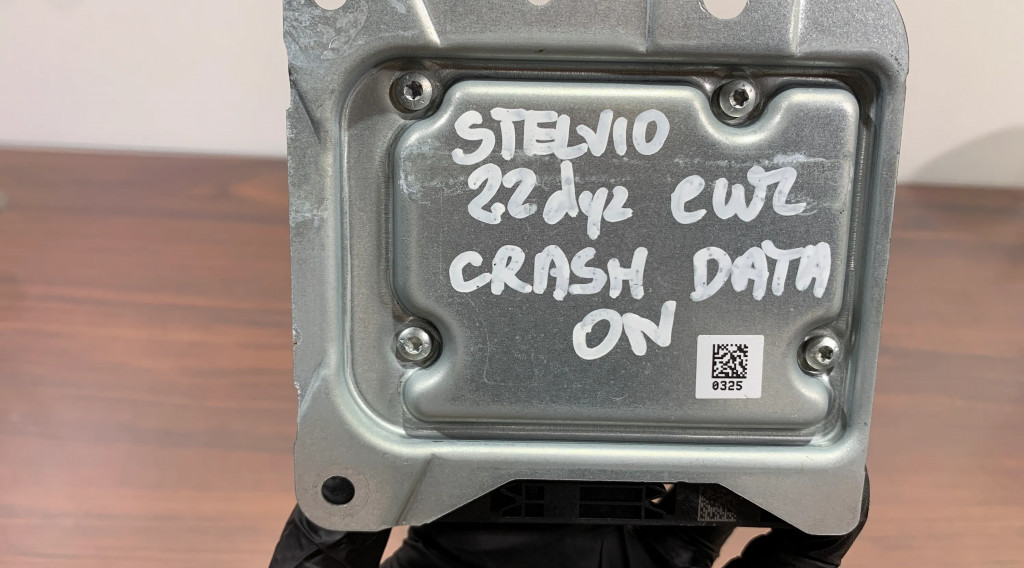 STELVIO
22dyz CWZ
CRASH DATA
ON
0325